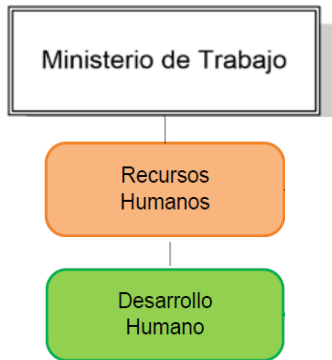 Ministerio de Trabajo
Recursos
Humanos
Desarrollo
Humano